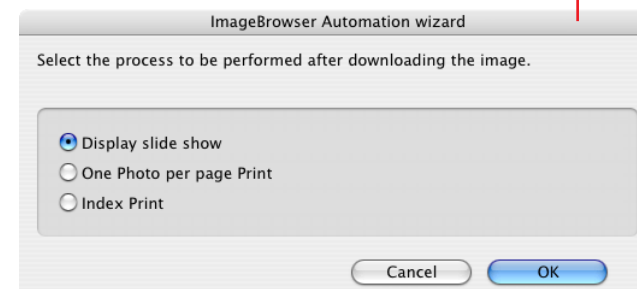 ImageBrowser Automation wizard
Select the process to be performed after downloading the image.
Display slide show
One Photo per page Print
Index Print
Cancel OK